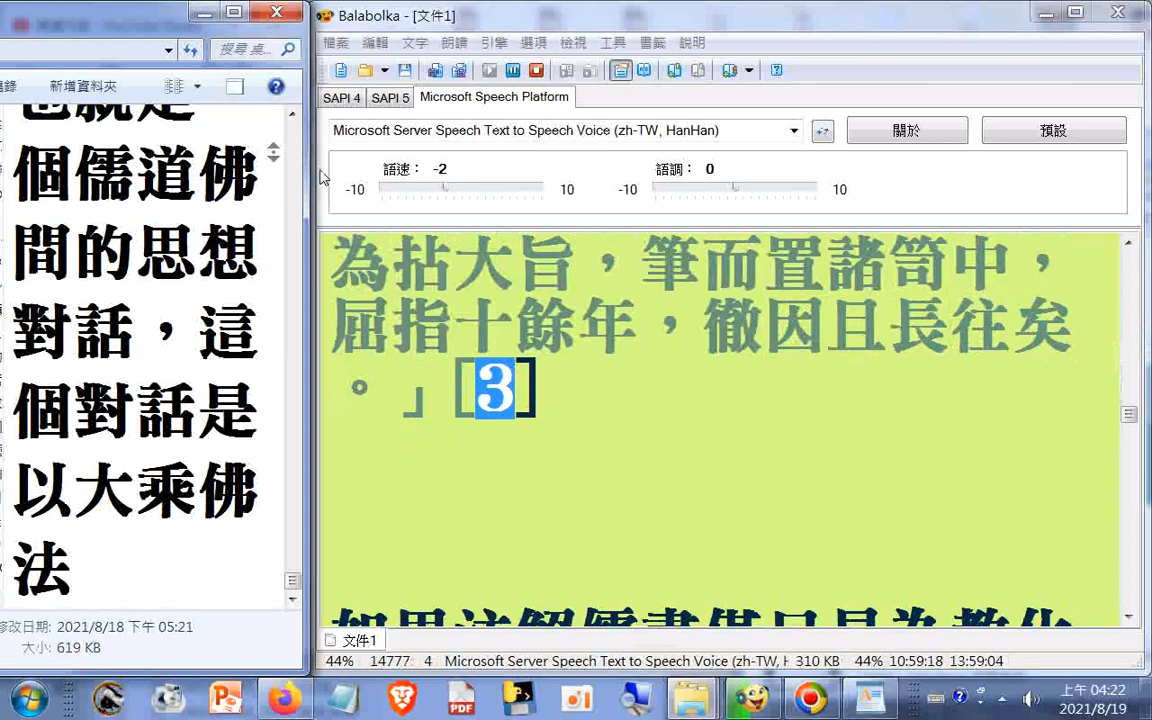 搜尋 桌...
錄 新增資料夾
個儒道佛
間的思想
對話，這
個對話是
以大乘佛
法
修改日期: 2021/8/18 下午 05:21
大小: 619 KB
Balabolka - [文件1]
檔案 編輯 文字 朗讀 引擎 選項 檢視 工具 書籤 說明
SAPI 4 SAPI 5 Microsoft Speech Platform
Microsoft Server Speech Text to Speech Voice (zh-TW, HanHan) 關於 預設
語速： -2 語調： 0
-10 10 -10 10
為拈大旨，筆而置諸笥中，
屈指十餘年，徹因且長往矣
。」[3]
文件1
44% 14777: 4 Microsoft Server Speech Text to Speech Voice (zh-TW, H 310 KB 44% 10:59:18 13:59:04
上午 04:22
2021/8/19